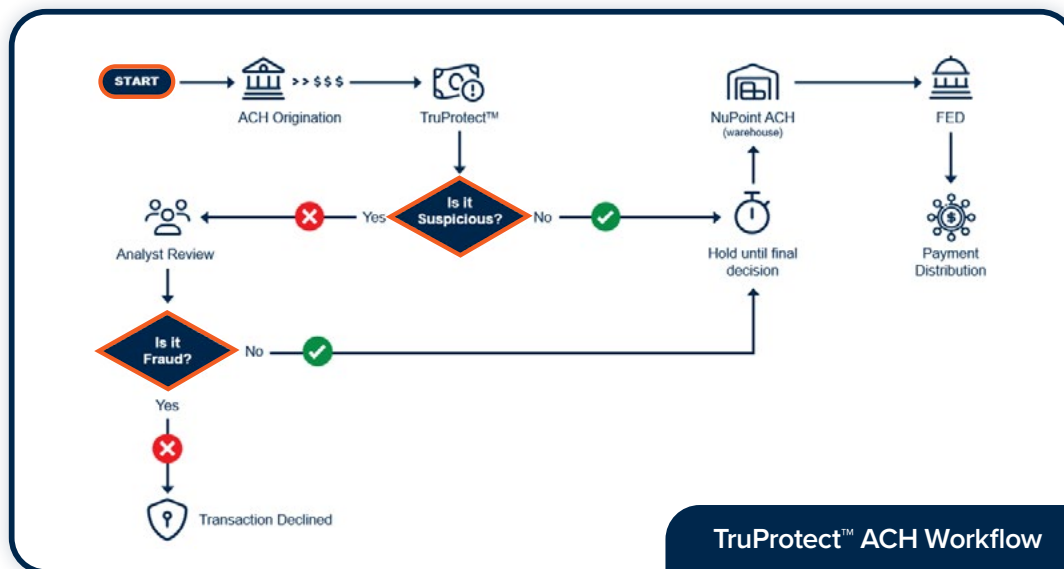 START
>> $$$
ACH Origination
TruProtect™
NuPoint ACH
(warehouse)
FED
Is it
Suspicious?
Yes
No
Analyst Review
Hold until final
decision
$
Payment
Distribution
Is it
Fraud?
No
Yes
Transaction Declined
TruProtect™ ACH Workflow